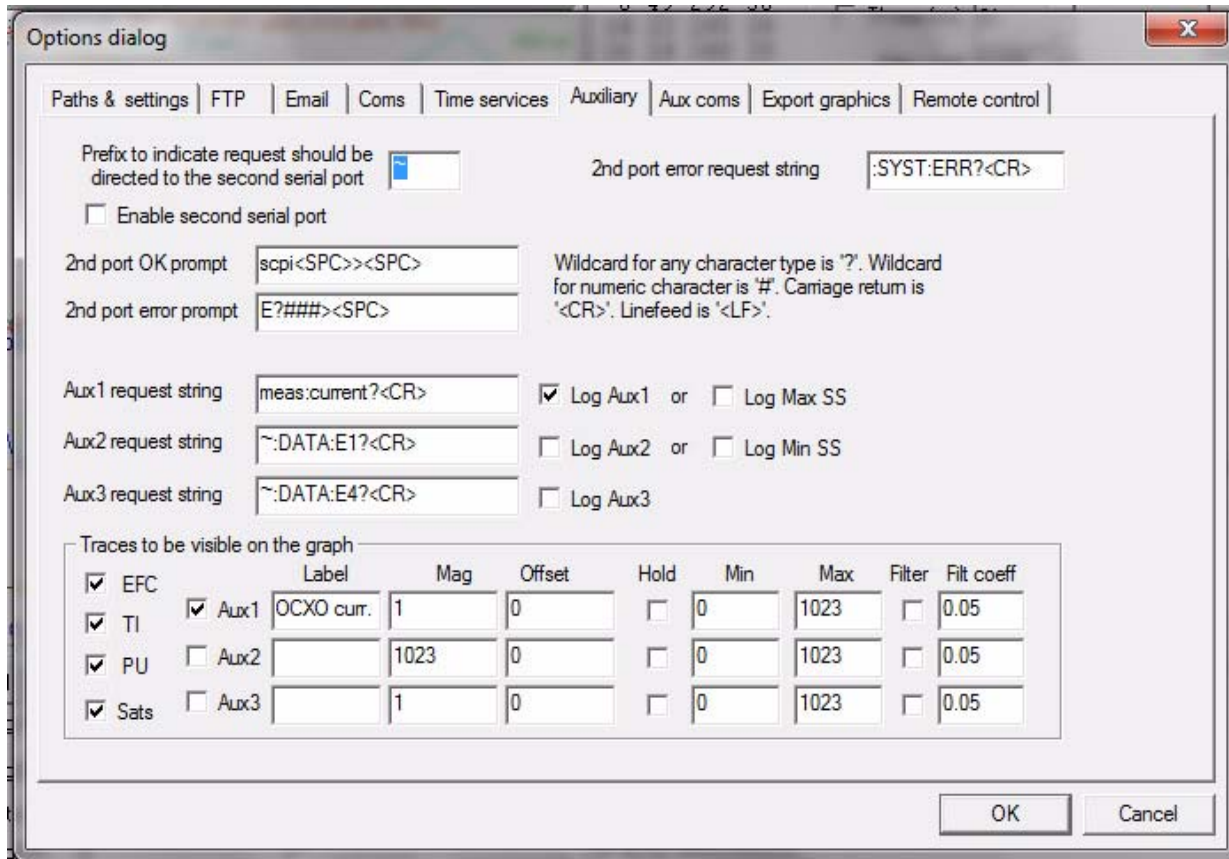 Options dialog
Paths & settings FTP Email Coms Time services Auxiliary Aux coms Export graphics Remote control
Prefix to indicate request should be
directed to the second serial port
~
2nd port error request string
:SYST:ERR?<CR>
Enable second serial port
2nd port OK prompt
scpi<SPC>><SPC>
2nd port error prompt
E?###><SPC>
Wildcard for any character type is '?'. Wildcard
for numeric character is '#'. Carriage return is
'<CR>'. Linefeed is '<LF>'.
Aux1 request string
meas:current?<CR>
Log Aux1 or Log Max SS
Aux2 request string
~:DATA:E1?<CR>
Log Aux2 or Log Min SS
Aux3 request string
~:DATA:E4?<CR>
Log Aux3
Traces to be visible on the graph
EFC
TI
PU
Sats
Label Mag Offset Hold Min Max Filter Filt coeff
Aux1 OCXO curr. 1 0 0 1023 0.05
Aux2 1023 0 0 1023 0.05
Aux3 1 0 0 1023 0.05
OK Cancel